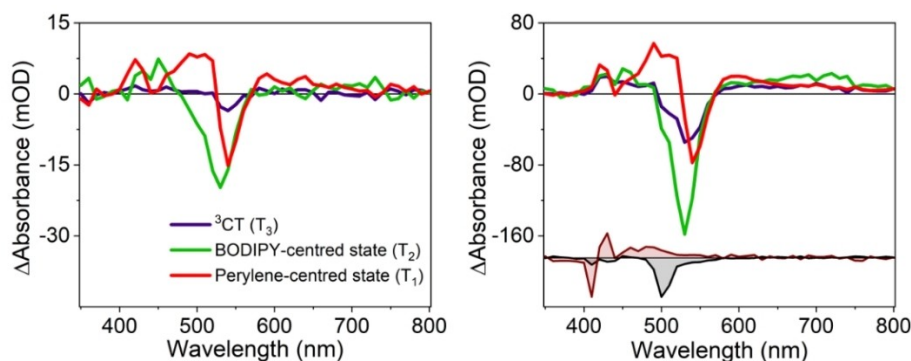 15
0
-15
-30
ΔAbsorbance (mOD)
³CT (T₃)
BODIPY-centred state (T₂)
Perylene-centred state (T₁)
400 500 600 700 800
Wavelength (nm)
80
0
-80
-160
ΔAbsorbance (mOD)
400 500 600 700 800
Wavelength (nm)